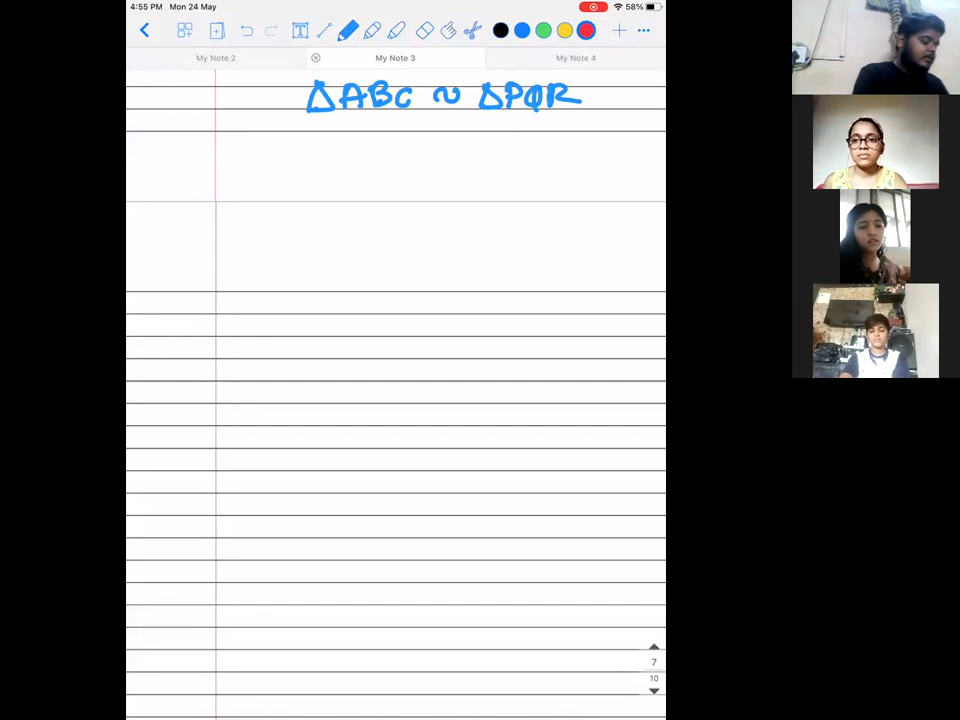 4:55 PM Mon 24 May 58%
My Note 2 My Note 3 My Note 4
ΔABC ~ ΔPQR
7
10